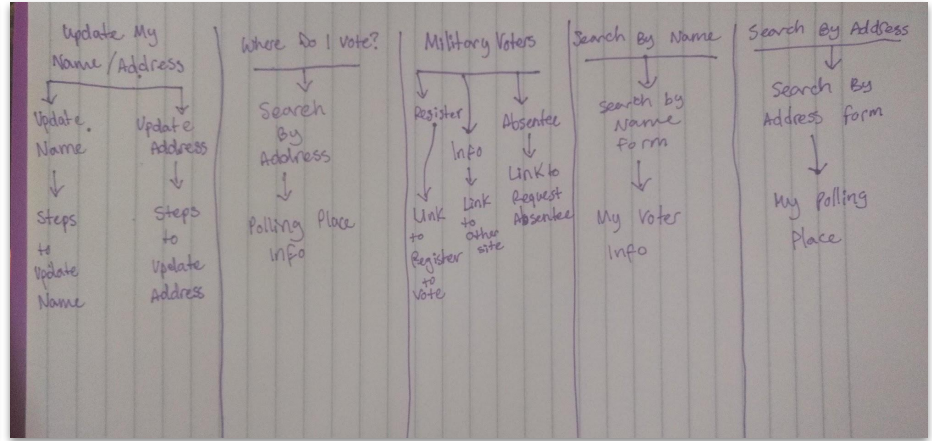 Update My
Name/Address
Update
Name
Steps
to
Update
Name
Update
Address
Steps
to
Update
Address
Where Do I Vote?
Search
By
Address
Polling Place
Info
Military Voters
Register
Link
to
Register
to
Vote
Info
Link
to
other
site
Absentee
Link to
Request
Absentee
Search By Name
Search by
Name
form
My Voter
Info
Search By Address
Search By
Address form
My Polling
Place